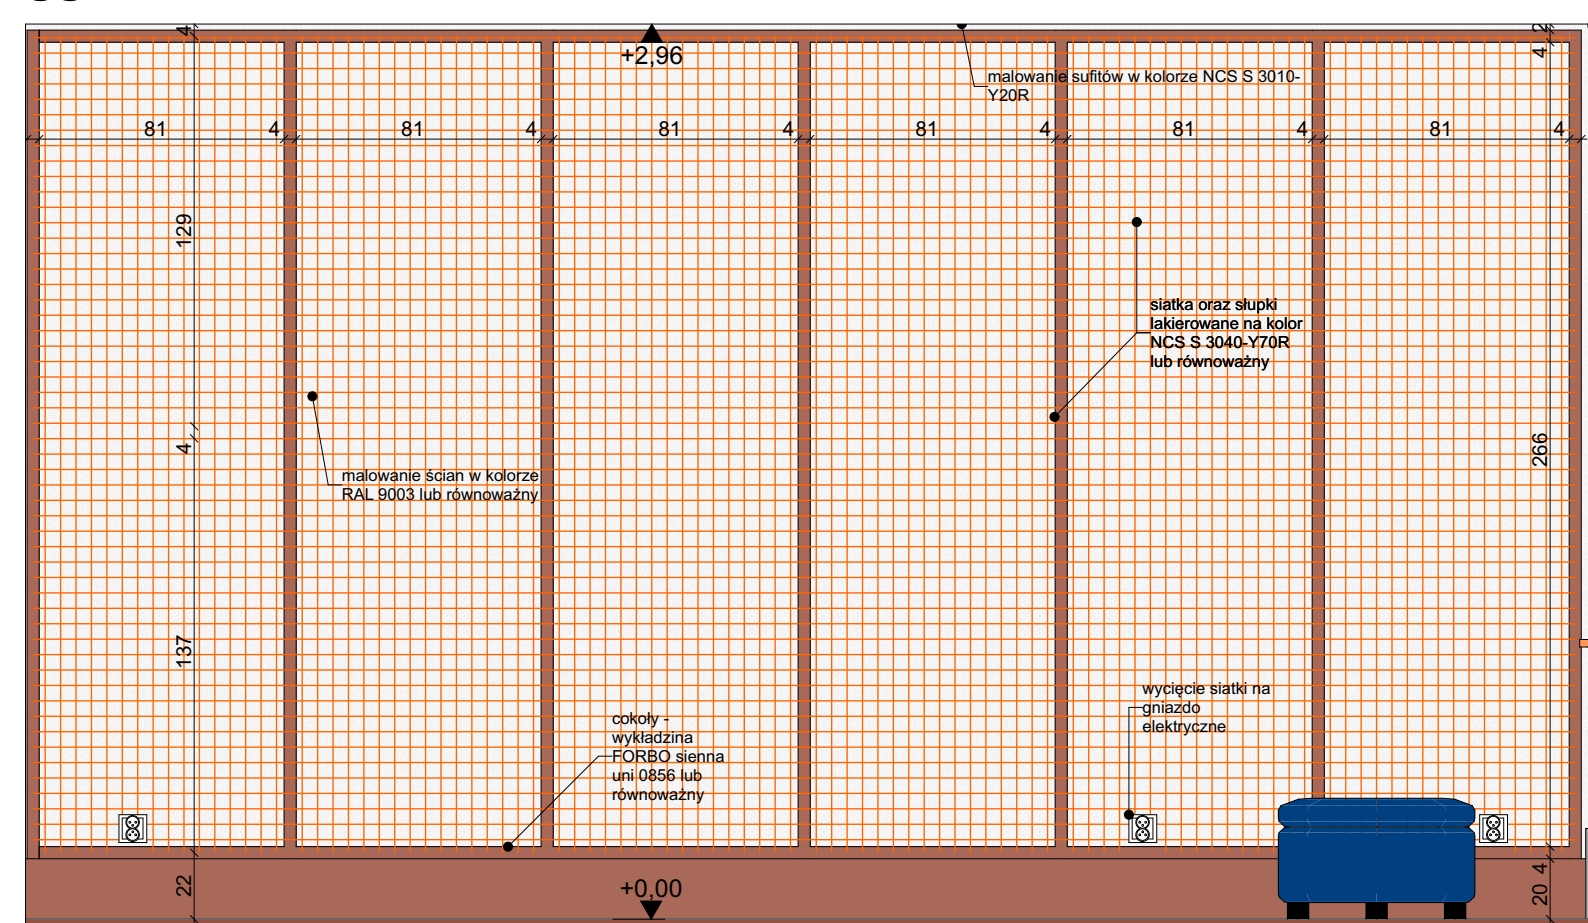 4
+2,96
2
4
malowanie sufitów w kolorze NCS S 3010-
Y20R
81 4 81 4 81 4 81 4 81 4 81 4
129
siatka oraz słupki
lakierowane na kolor
NCS S 3040-Y70R
lub równoważny
4
266
malowanie ścian w kolorze
RAL 9003 lub równoważny
137
wycięcie siatki na
gniazdo
elektryczne
cokoły -
wykładzina
FORBO sienna
uni 0856 lub
równoważny
22
+0,00
4
20